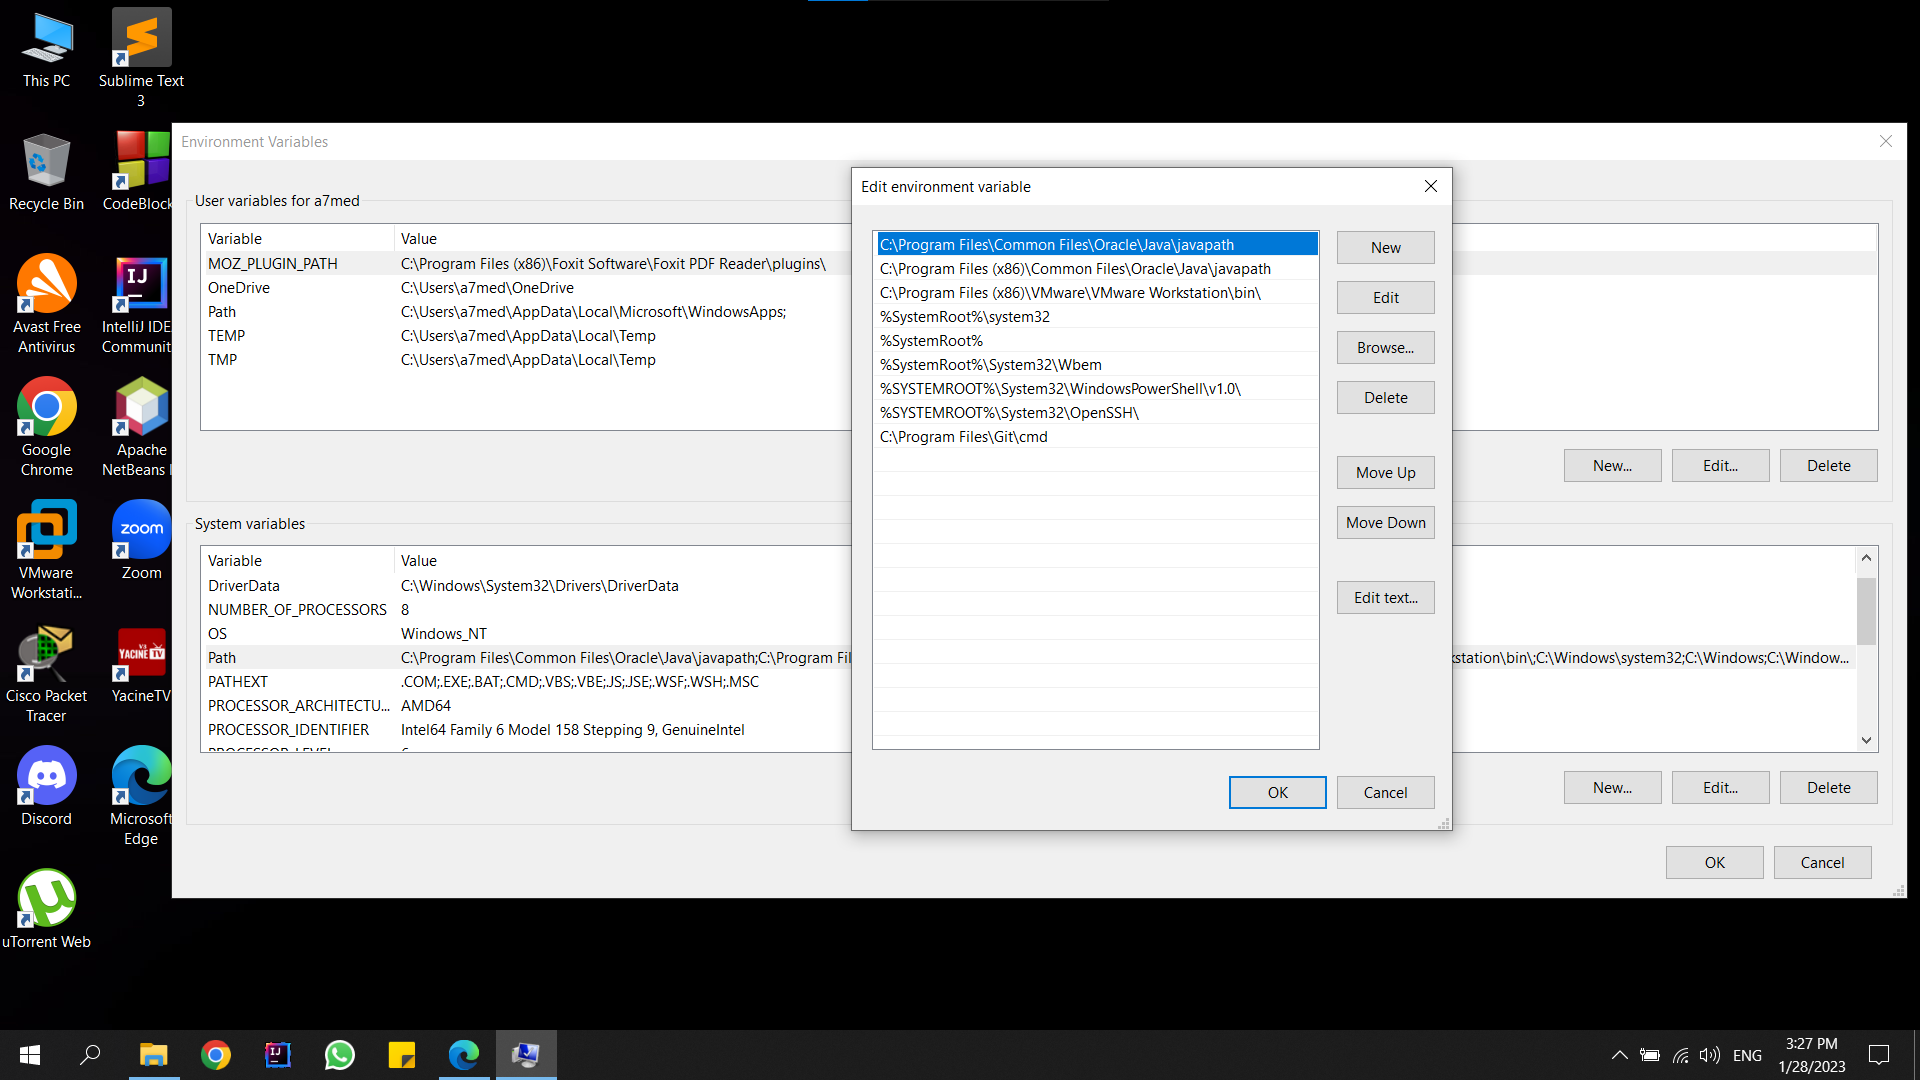 This PC
Sublime Text
3
Recycle Bin
CodeBlock
Avast Free
Antivirus
IntelliJ IDE
Communit
Google
Chrome
Apache
NetBeans I
VMware
Workstati...
zoom
Zoom
Cisco Packet
Tracer
YACINE TV
YacineTV
Discord
Microsoft
Edge
uTorrent Web
Environment Variables
User variables for a7med
Variable Value
MOZ_PLUGIN_PATH C:\Program Files (x86)\Foxit Software\Foxit PDF Reader\plugins\
OneDrive C:\Users\a7med\OneDrive
Path C:\Users\a7med\AppData\Local\Microsoft\WindowsApps;
TEMP C:\Users\a7med\AppData\Local\Temp
TMP C:\Users\a7med\AppData\Local\Temp
New... Edit... Delete
System variables
Variable Value
DriverData C:\Windows\System32\Drivers\DriverData
NUMBER_OF_PROCESSORS 8
OS Windows_NT
Path C:\Program Files\Common Files\Oracle\Java\javapath;C:\Program Fil kstation\bin\;C:\Windows\system32;C:\Windows;C:\Window...
PATHEXT .COM;.EXE;.BAT;.CMD;.VBS;.VBE;.JS;.JSE;.WSF;.WSH;.MSC
PROCESSOR_ARCHITECTU... AMD64
PROCESSOR_IDENTIFIER Intel64 Family 6 Model 158 Stepping 9, GenuineIntel
New... Edit... Delete
OK Cancel
Edit environment variable
C:\Program Files\Common Files\Oracle\Java\javapath
C:\Program Files (x86)\Common Files\Oracle\Java\javapath
C:\Program Files (x86)\VMware\VMware Workstation\bin\
%SystemRoot%\system32
%SystemRoot%
%SystemRoot%\System32\Wbem
%SYSTEMROOT%\System32\WindowsPowerShell\v1.0\
%SYSTEMROOT%\System32\OpenSSH\
C:\Program Files\Git\cmd
New
Edit
Browse...
Delete
Move Up
Move Down
Edit text...
OK Cancel
ENG
3:27 PM
1/28/2023